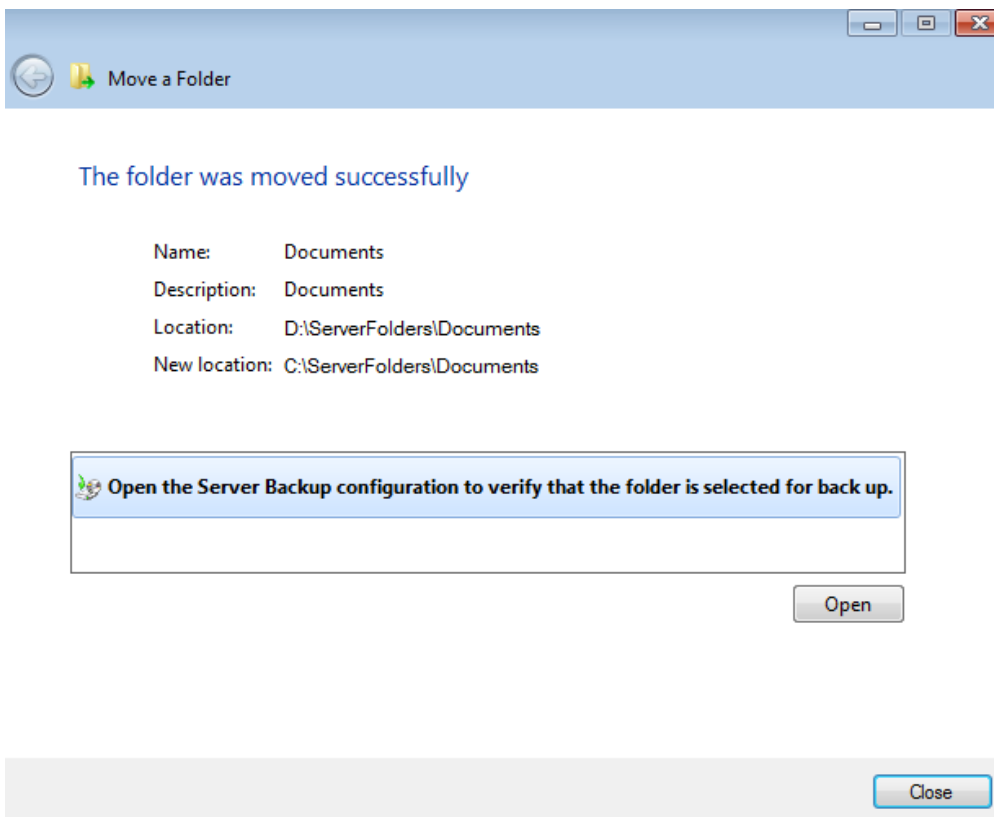 Move a Folder
The folder was moved successfully
Name: Documents
Description: Documents
Location: D:\ServerFolders\Documents
New location: C:\ServerFolders\Documents
Open the Server Backup configuration to verify that the folder is selected for back up.
Open
Close